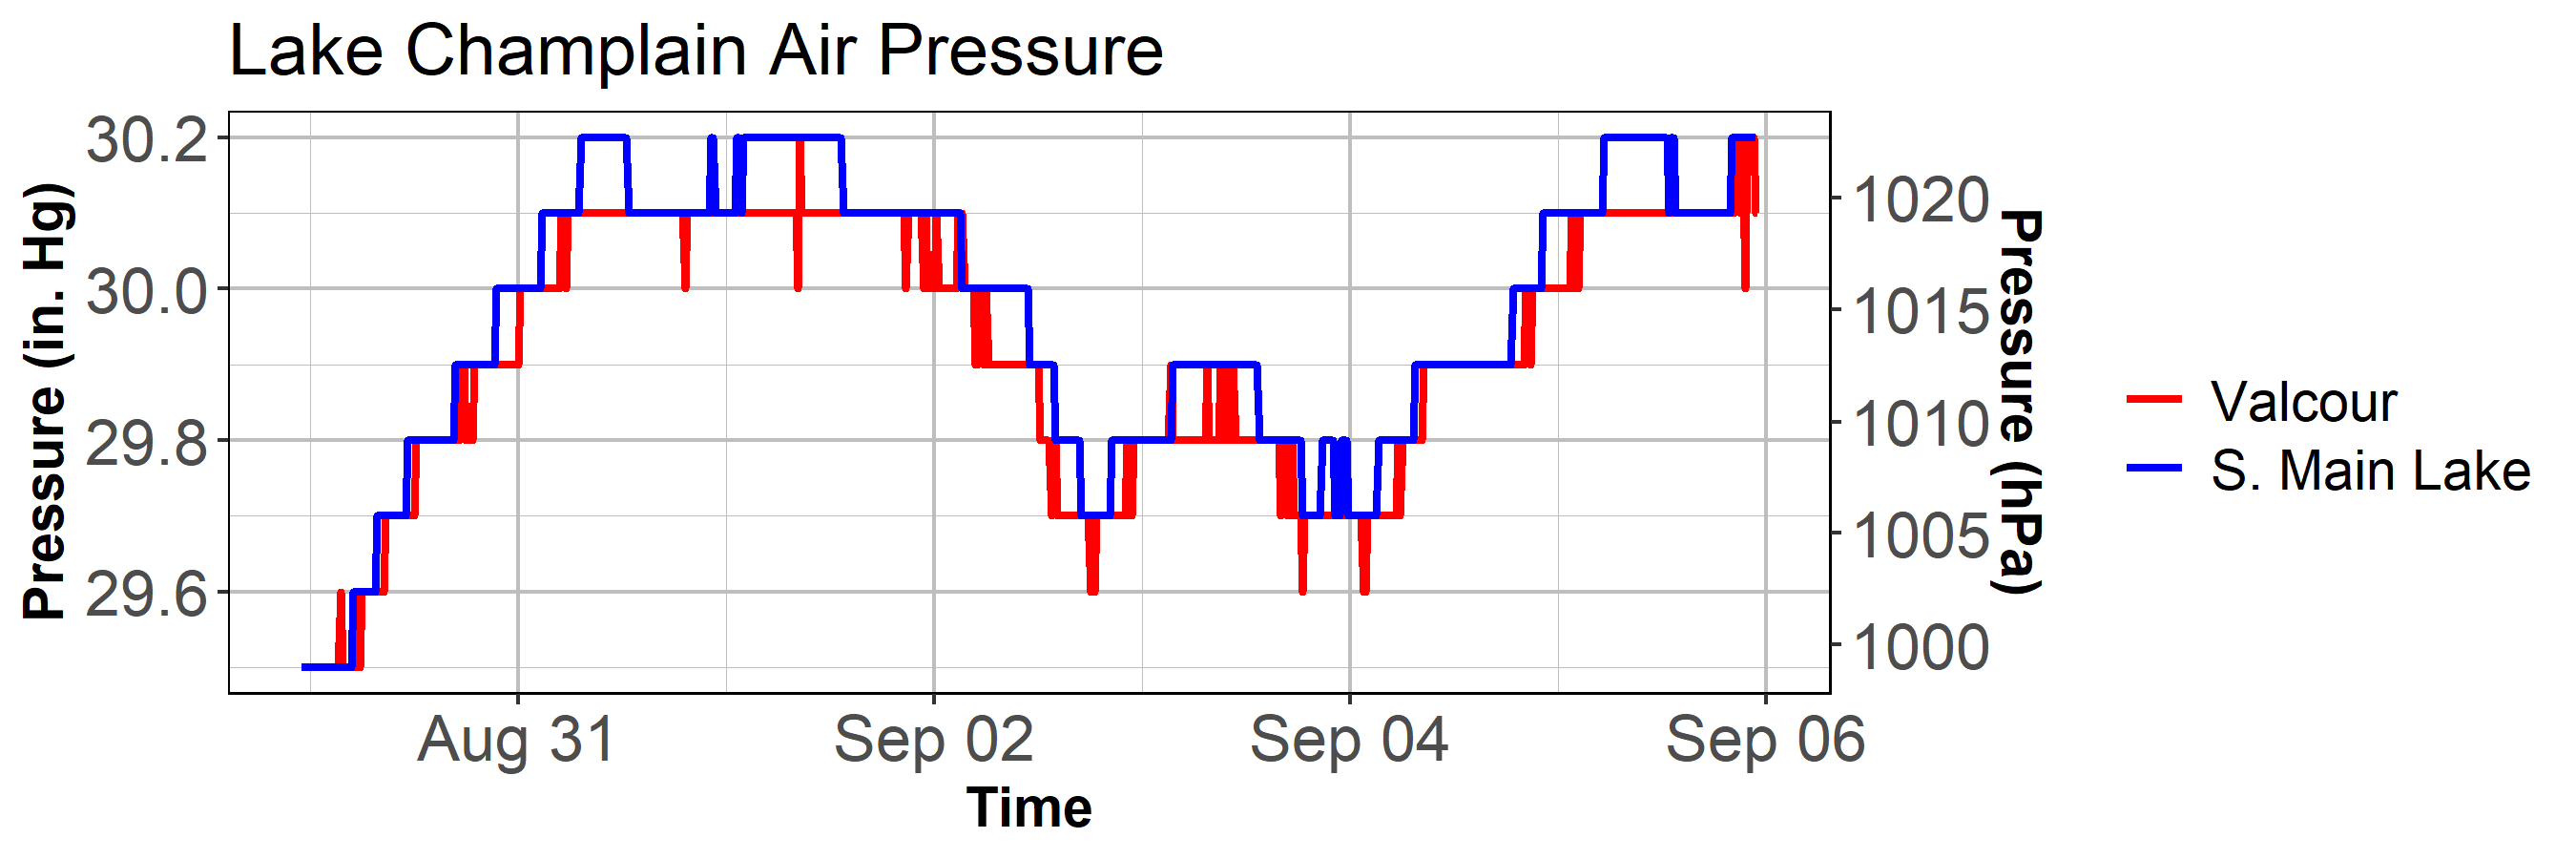 Lake Champlain Air Pressure
Pressure (in. Hg)
30.2
30.0
29.8
29.6
1020
1015
1010
1005
1000
Pressure (hPa)
Aug 31
Sep 02
Sep 04
Sep 06
Time
Valcour
S. Main Lake